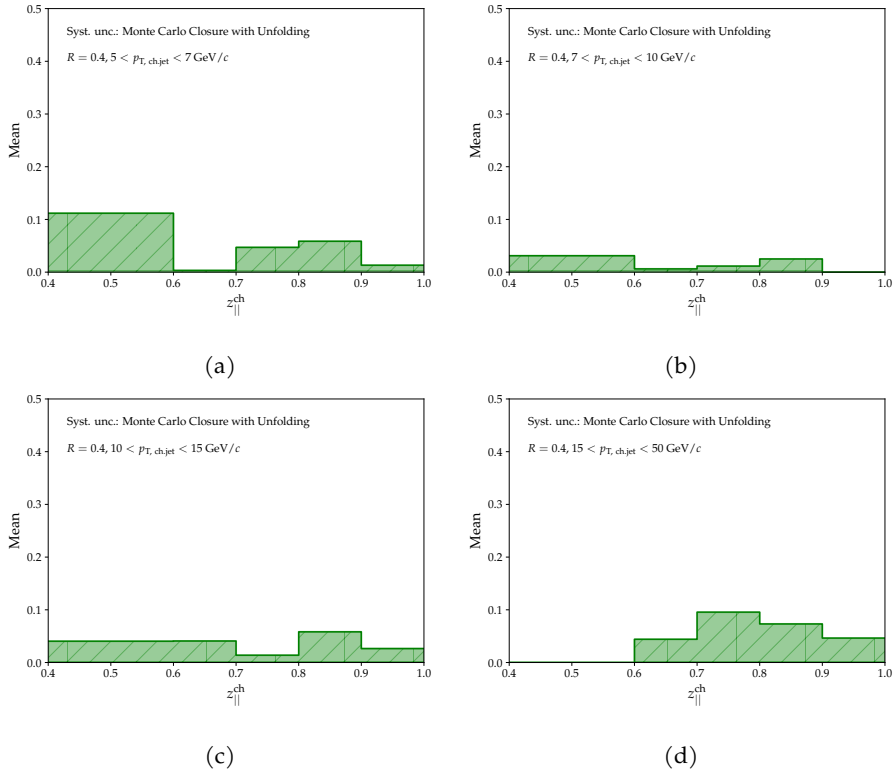 0.5
0.4
0.3
0.2
0.1
0.0
Mean
Syst. unc.: Monte Carlo Closure with Unfolding
R = 0.4, 5 < p_T, ch.jet < 7 GeV/c
0.4 0.5 0.6 0.7 0.8 0.9 1.0
z_||^ch
(a)
0.5
0.4
0.3
0.2
0.1
0.0
Mean
Syst. unc.: Monte Carlo Closure with Unfolding
R = 0.4, 7 < p_T, ch.jet < 10 GeV/c
0.4 0.5 0.6 0.7 0.8 0.9 1.0
z_||^ch
(b)
0.5
0.4
0.3
0.2
0.1
0.0
Mean
Syst. unc.: Monte Carlo Closure with Unfolding
R = 0.4, 10 < p_T, ch.jet < 15 GeV/c
0.4 0.5 0.6 0.7 0.8 0.9 1.0
z_||^ch
(c)
0.5
0.4
0.3
0.2
0.1
0.0
Mean
Syst. unc.: Monte Carlo Closure with Unfolding
R = 0.4, 15 < p_T, ch.jet < 50 GeV/c
0.4 0.5 0.6 0.7 0.8 0.9 1.0
z_||^ch
(d)